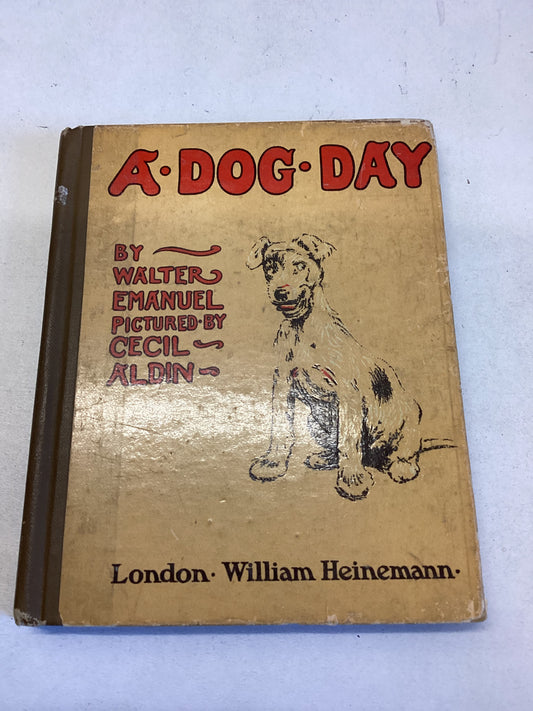 A·DOG·DAY
BY
WALTER
EMANUEL
PICTURED·BY
CECIL
ALDIN
London· William Heinemann·